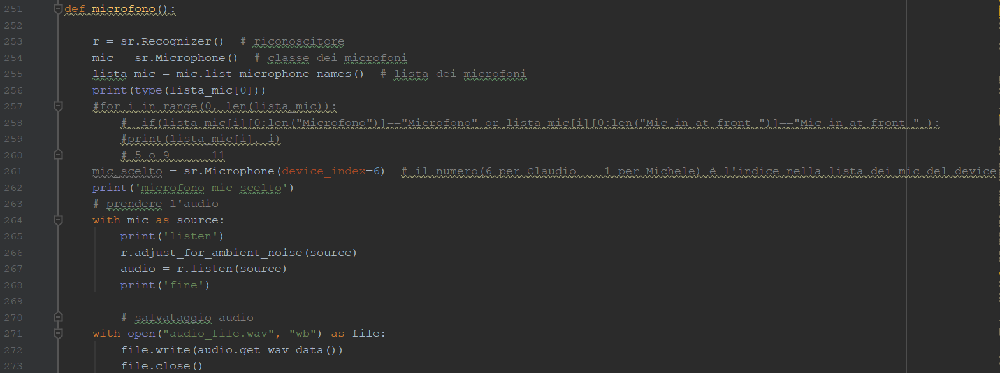 251 def microfono():
252
253 r = sr.Recognizer()  # riconoscitore
254 mic = sr.Microphone()  # classe dei microfoni
255 lista_mic = mic.list_microphone_names()  # lista dei microfoni
256 print(type(lista_mic[0]))
257 #for i in range(0, len(lista_mic)):
258 #  if(lista_mic[i][0:len("Microfono")]=="Microfono" or lista_mic[i][0:len("Mic in at front ")]=="Mic in at front " ):
259 #print(lista_mic[i], i)
260 # 5 o 9      11
261 mic_scelto = sr.Microphone(device_index=6)  # il numero(6 per Claudio -  1 per Michele) è l'indice nella lista dei mic del device
262 print('microfono mic_scelto')
263 # prendere l'audio
264 with mic as source:
265 print('listen')
266 r.adjust_for_ambient_noise(source)
267 audio = r.listen(source)
268 print('fine')
269
270 # salvataggio audio
271 with open("audio_file.wav", "wb") as file:
272 file.write(audio.get_wav_data())
273 file.close()